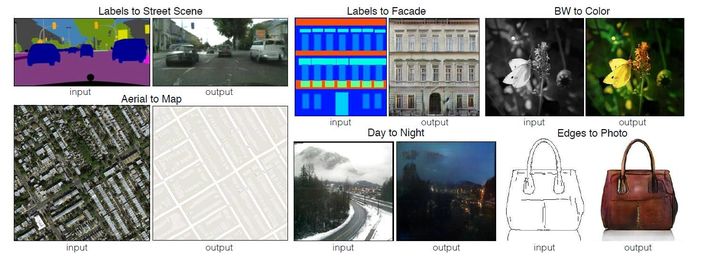 Labels to Street Scene
input
output
Aerial to Map
input
output
Labels to Facade
input
output
BW to Color
input
output
Day to Night
input
output
Edges to Photo
input
output